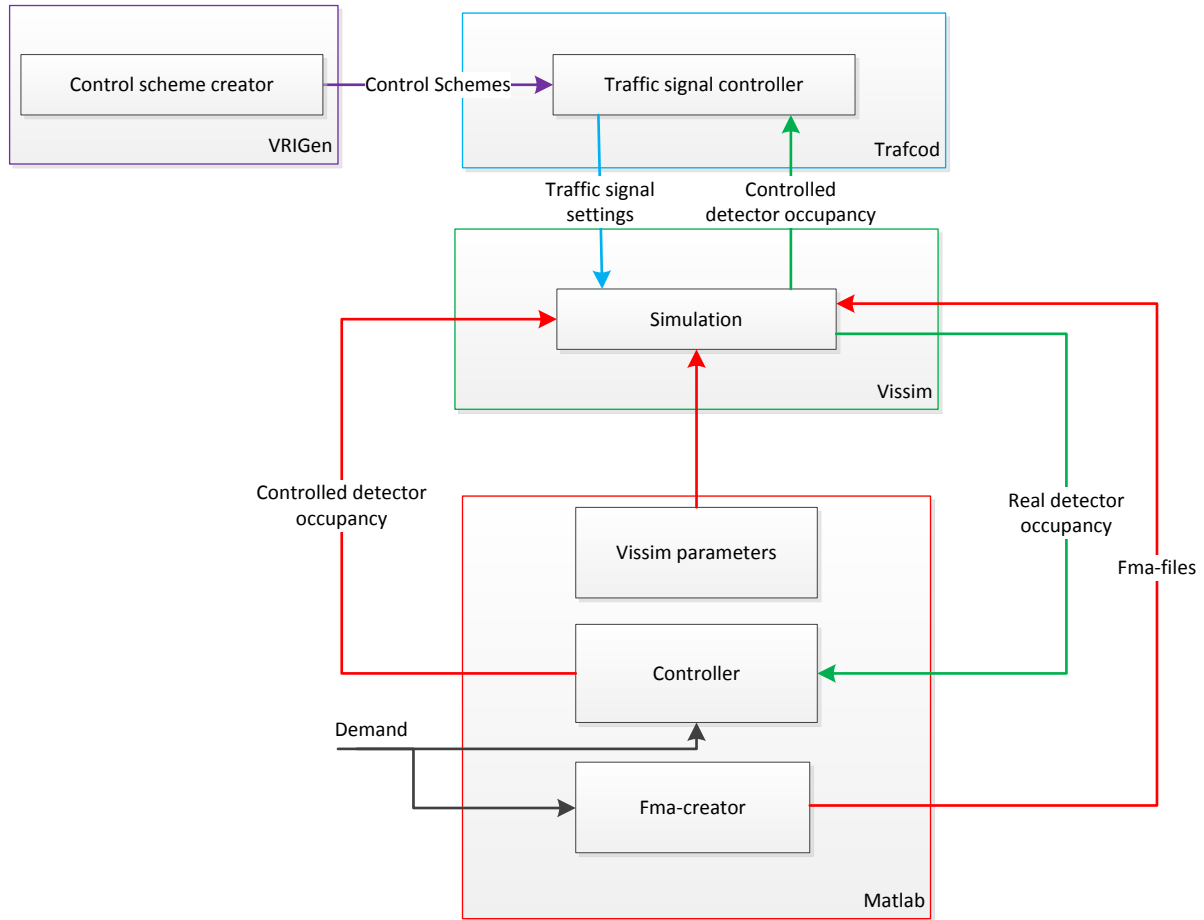 Control scheme creator
Control Schemes
Traffic signal controller
VRIGen
Trafcod
Traffic signal
settings
Controlled
detector occupancy
Simulation
Vissim
Controlled detector
occupancy
Real detector
occupancy
Fma-files
Vissim parameters
Controller
Demand
Fma-creator
Matlab